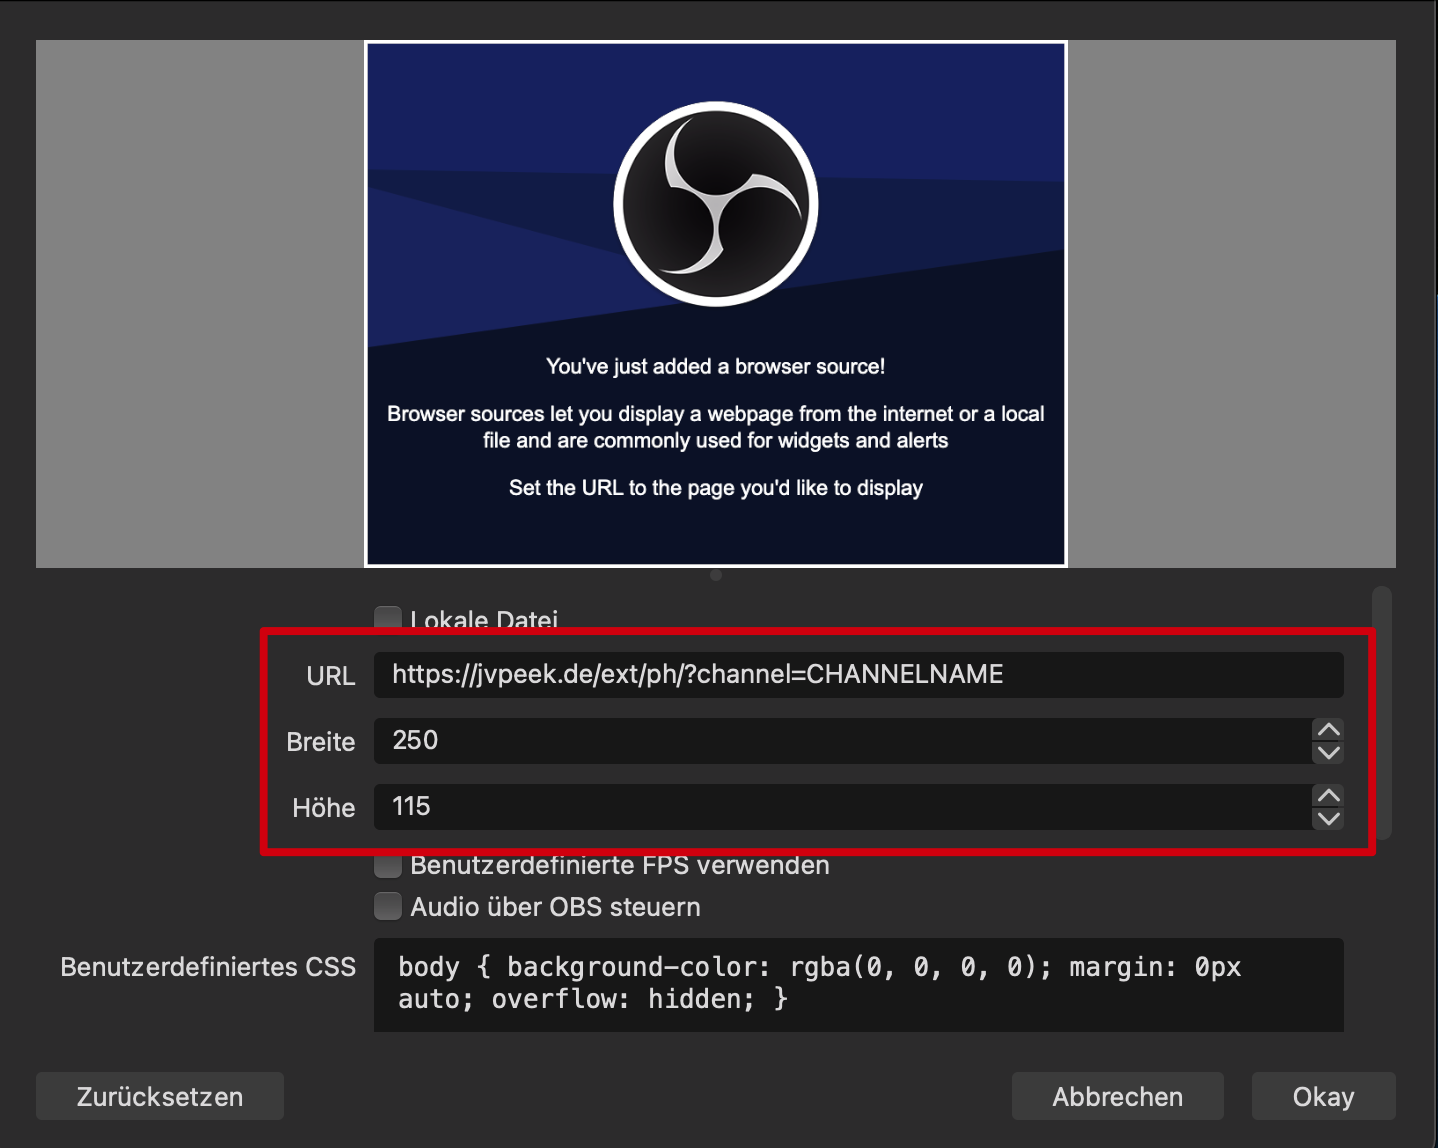 You've just added a browser source!
Browser sources let you display a webpage from the internet or a local
file and are commonly used for widgets and alerts
Set the URL to the page you'd like to display
Lokale Datei
URL
https://jvpeek.de/ext/ph/?channel=CHANNELNAME
Breite
250
Höhe
115
Benutzerdefinierte FPS verwenden
Audio über OBS steuern
Benutzerdefiniertes CSS
body { background-color: rgba(0, 0, 0, 0); margin: 0px
auto; overflow: hidden; }
Zurücksetzen
Abbrechen
Okay